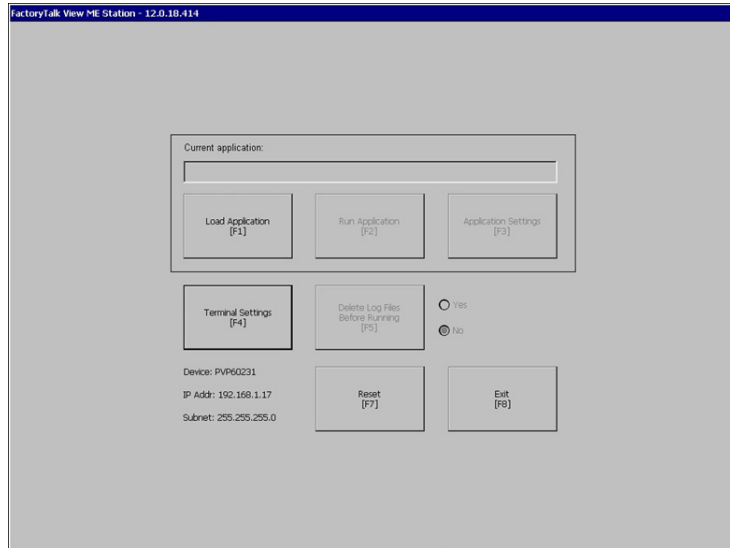 FactoryTalk View ME Station - 12.0.18.414
Current application:
Load Application
[F1]
Run Application
[F2]
Application Settings
[F3]
Terminal Settings
[F4]
Delete Log Files
Before Running
[F5]
Yes
No
Device: PVP60231
IP Addr: 192.168.1.17
Subnet: 255.255.255.0
Reset
[F7]
Exit
[F8]